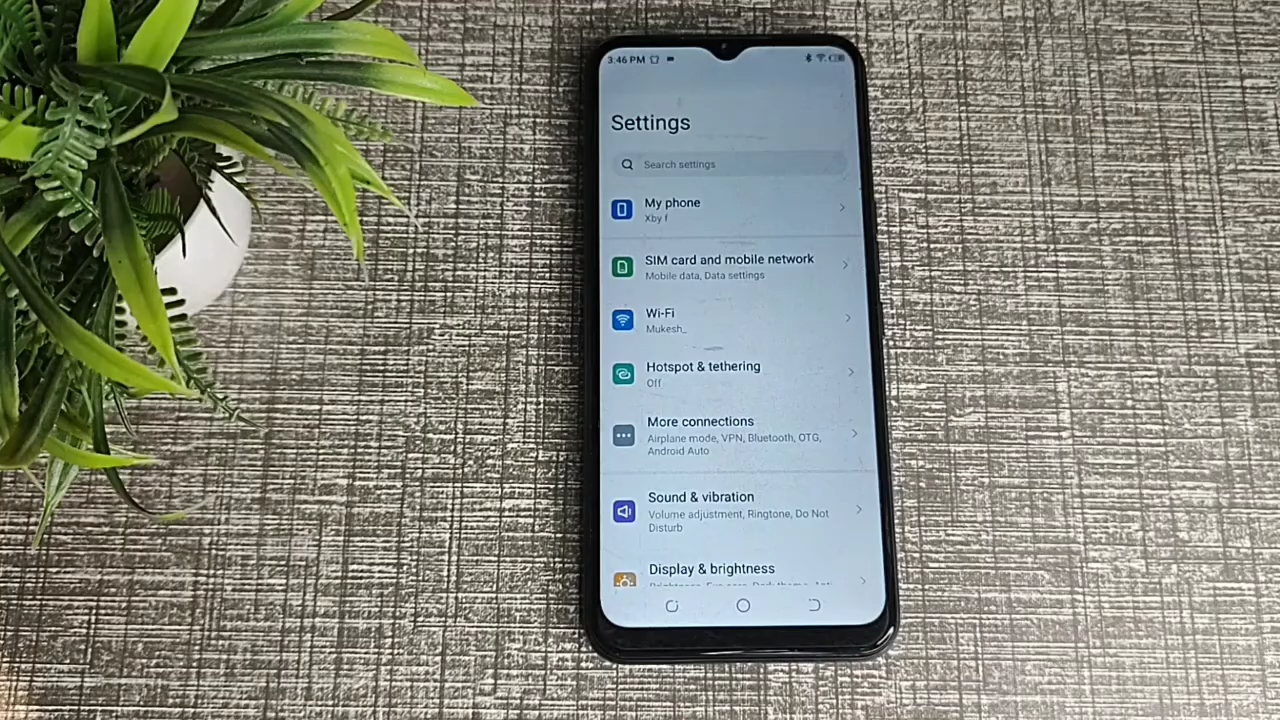 3:46 PM
Settings
Search settings
My phone
Xby f
SIM card and mobile network
Mobile data, Data settings
Wi-Fi
Mukesh_
Hotspot & tethering
Off
More connections
Airplane mode, VPN, Bluetooth, OTG,
Android Auto
Sound & vibration
Volume adjustment, Ringtone, Do Not
Disturb
Display & brightness